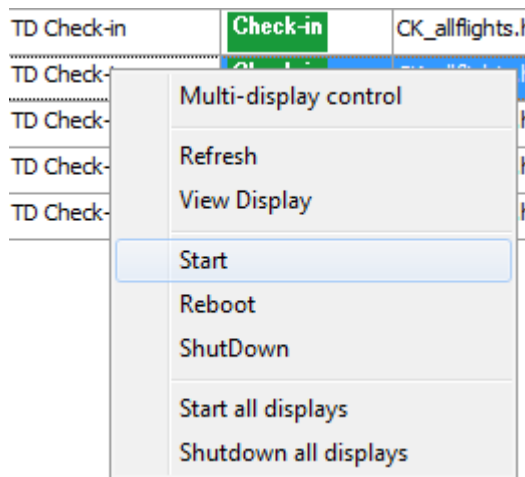 TD Check-in Check-in CK_allflights.h
TD Check-
Multi-display control
TD Check-
Refresh
TD Check-
View Display
TD Check-
Start
Reboot
ShutDown
Start all displays
Shutdown all displays